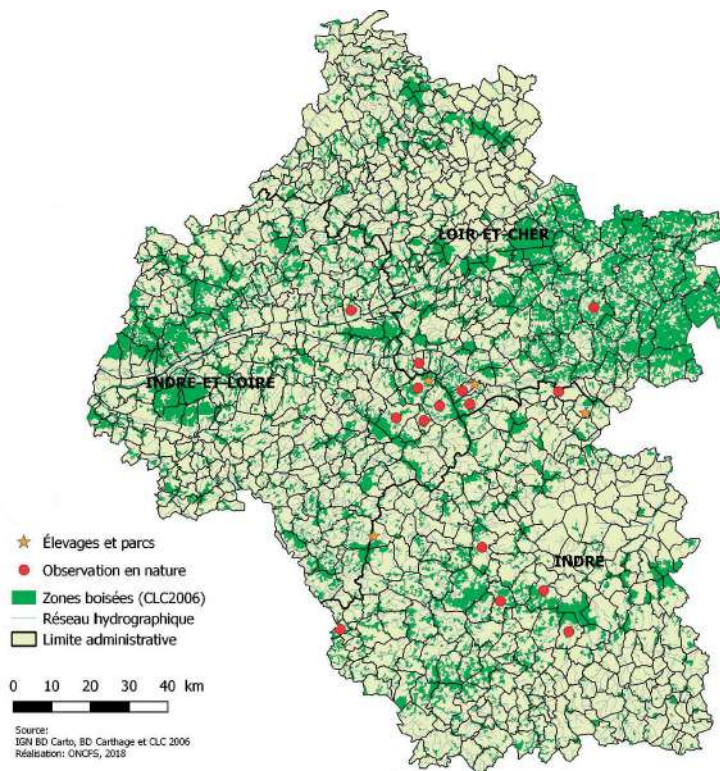 LOIR-ET-CHER
INDRE-ET-LOIRE
INDRE
Élevages et parcs
Observation en nature
Zones boisées (CLC2006)
Réseau hydrographique
Limite administrative
0 10 20 30 40 km
Source:
IGN BD Carto, BD Carthage et CLC 2006
Réalisation: ONCFS, 2018